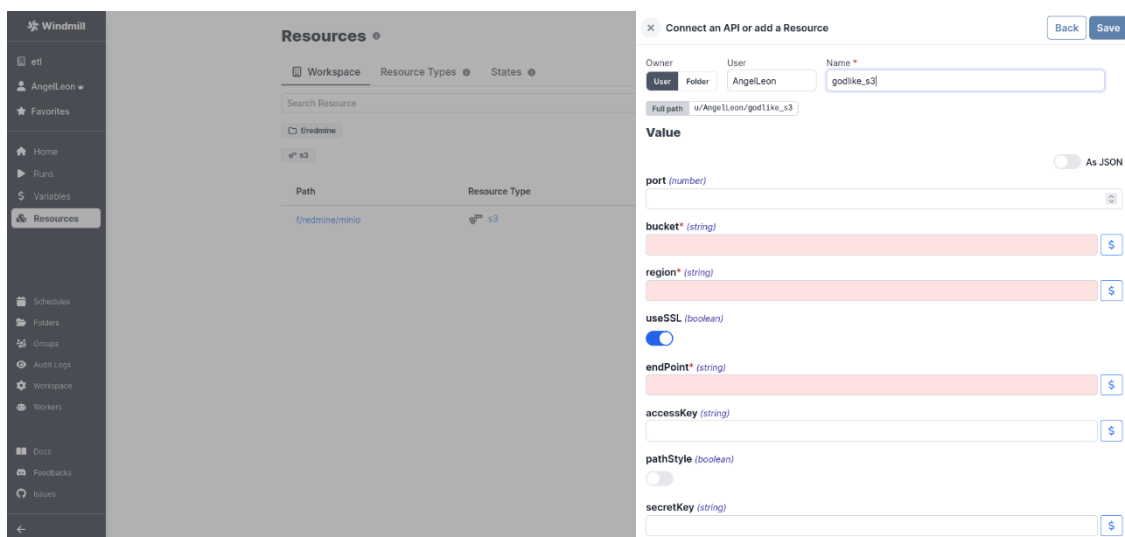 Windmill
etl
AngelLeon
Favorites
Home
Runs
$ Variables
Resources
Schedules
Folders
Groups
Audit Logs
Workspace
Workers
Docs
Feedbacks
Issues
Resources
Workspace Resource Types States
Search Resource
f/redmine
s3
Path Resource Type
f/redmine/minio s3
Connect an API or add a Resource Back Save
Owner User Name *
User Folder AngelLeon godlike_s3
Full path u/AngelLeon/godlike_s3
Value
As JSON
port (number)
bucket* (string)
$
region* (string)
$
useSSL (boolean)
endPoint* (string)
$
accessKey (string)
$
pathStyle (boolean)
secretKey (string)
$